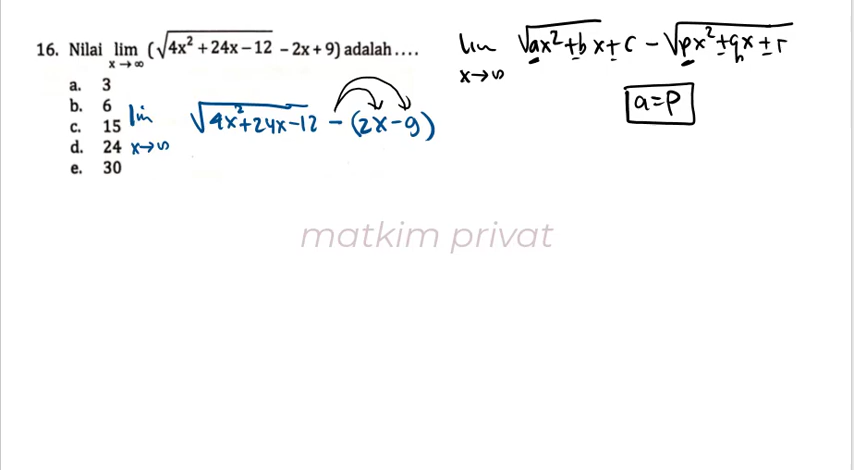 16. Nilai lim (√4x² + 24x − 12 − 2x + 9) adalah ....
x → ∞
a. 3
b. 6
c. 15
d. 24
e. 30
lim √4x²+24x-12 - (2x-9)
x→∞
lim √ax²+bx+c - √px²+qx+r
x→∞
a=p
matkim privat